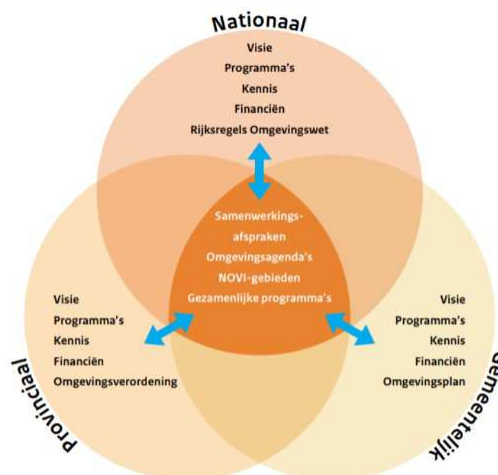 Nationaal
Visie
Programma's
Kennis
Financiën
Rijksregels Omgevingswet
Samenwerkings-
afspraken
Omgevingsagenda's
NOVI-gebieden
Gezamenlijke programma's
Provinciaal
Visie
Programma's
Kennis
Financiën
Omgevingsverordening
Gemeentelijk
Visie
Programma's
Kennis
Financiën
Omgevingsplan